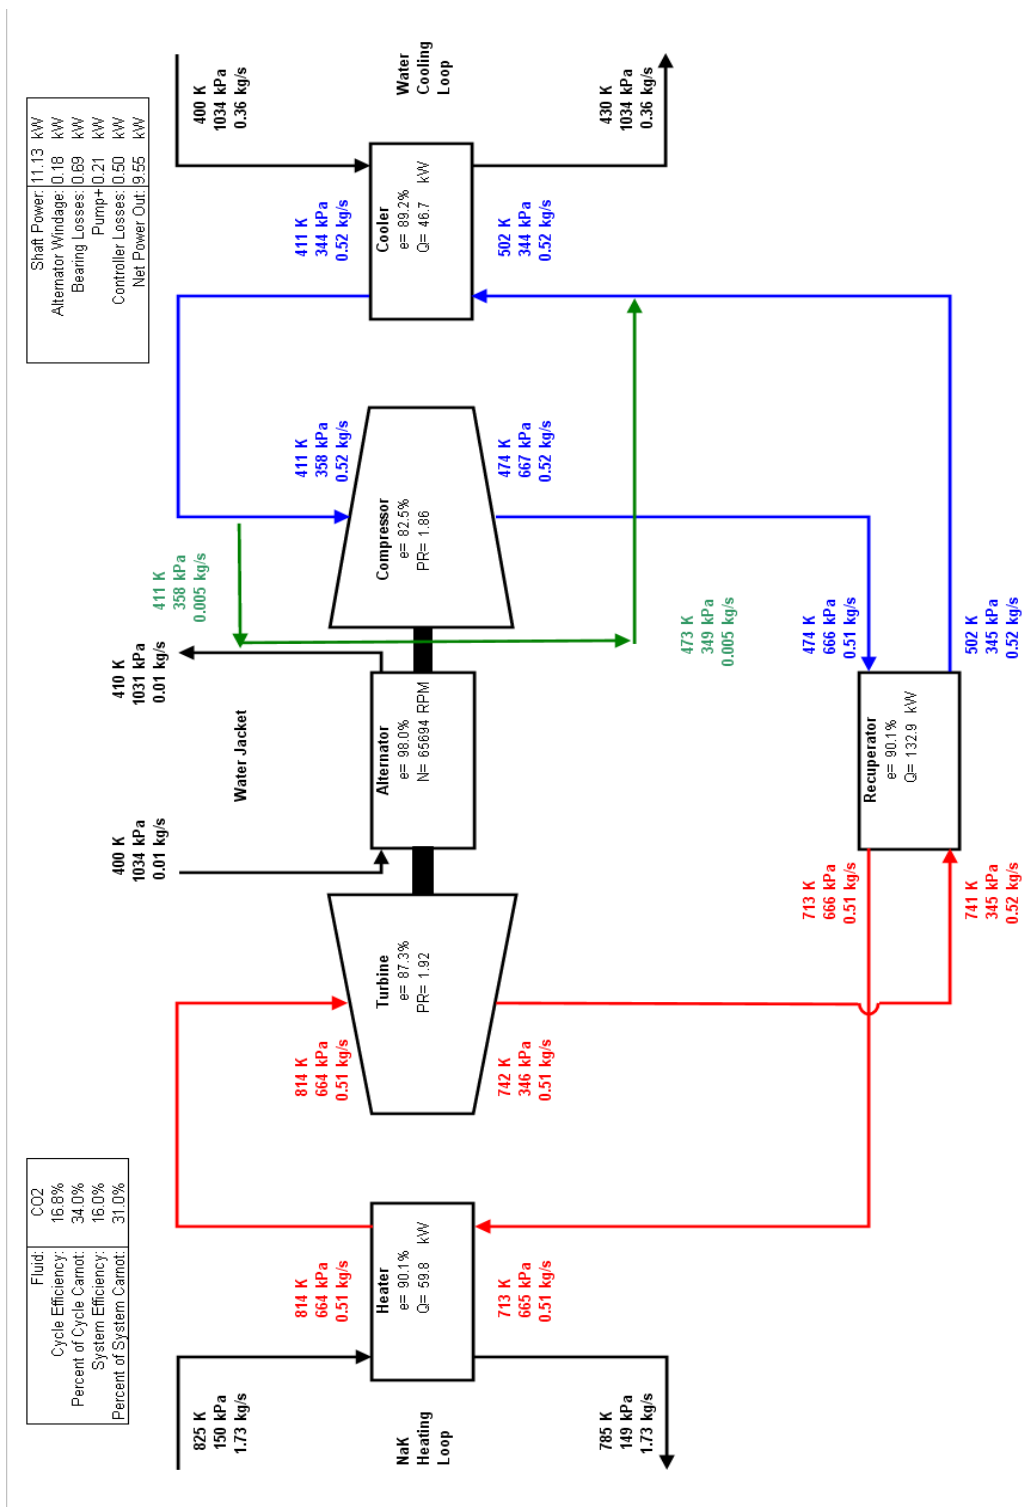 Fluid: CO2
Cycle Efficiency: 16.8%
Percent of Cycle Carnot: 34.0%
System Efficiency: 16.0%
Percent of System Carnot: 31.0%
Shaft Power: 11.13 kW
Alternator Windage: 0.18 kW
Bearing Losses: 0.69 kW
Pump+ 0.21 kW
Controller Losses: 0.50 kW
Net Power Out: 9.55 kW
825 K
150 kPa
1.73 kg/s
NaK
Heating
Loop
785 K
149 kPa
1.73 kg/s
814 K
664 kPa
0.51 kg/s
Heater
e= 90.1%
Q= 59.8 kW
713 K
665 kPa
0.51 kg/s
814 K
664 kPa
0.51 kg/s
Turbine
e= 87.3%
PR= 1.92
742 K
346 kPa
0.51 kg/s
400 K
1034 kPa
0.01 kg/s
Water Jacket
410 K
1031 kPa
0.01 kg/s
Alternator
e= 98.0%
N= 65694 RPM
411 K
358 kPa
0.005 kg/s
411 K
358 kPa
0.52 kg/s
Compressor
e= 82.5%
PR= 1.86
474 K
667 kPa
0.52 kg/s
473 K
349 kPa
0.005 kg/s
411 K
344 kPa
0.52 kg/s
Cooler
e= 89.2%
Q= 46.7 kW
502 K
344 kPa
0.52 kg/s
400 K
1034 kPa
0.36 kg/s
Water
Cooling
Loop
430 K
1034 kPa
0.36 kg/s
713 K
666 kPa
0.51 kg/s
741 K
345 kPa
0.52 kg/s
Recuperator
e= 90.1%
Q= 132.9 kW
474 K
666 kPa
0.51 kg/s
502 K
345 kPa
0.52 kg/s